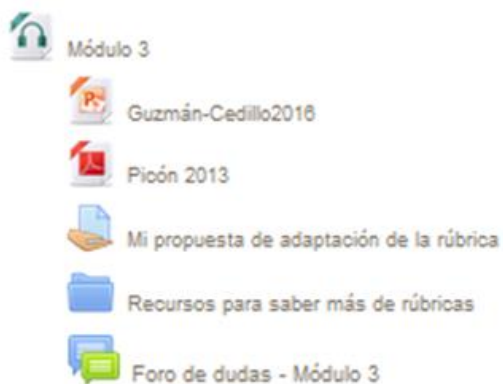 Módulo 3
Guzmán-Cedillo2016
Picón 2013
Mi propuesta de adaptación de la rúbrica
Recursos para saber más de rúbricas
Foro de dudas - Módulo 3